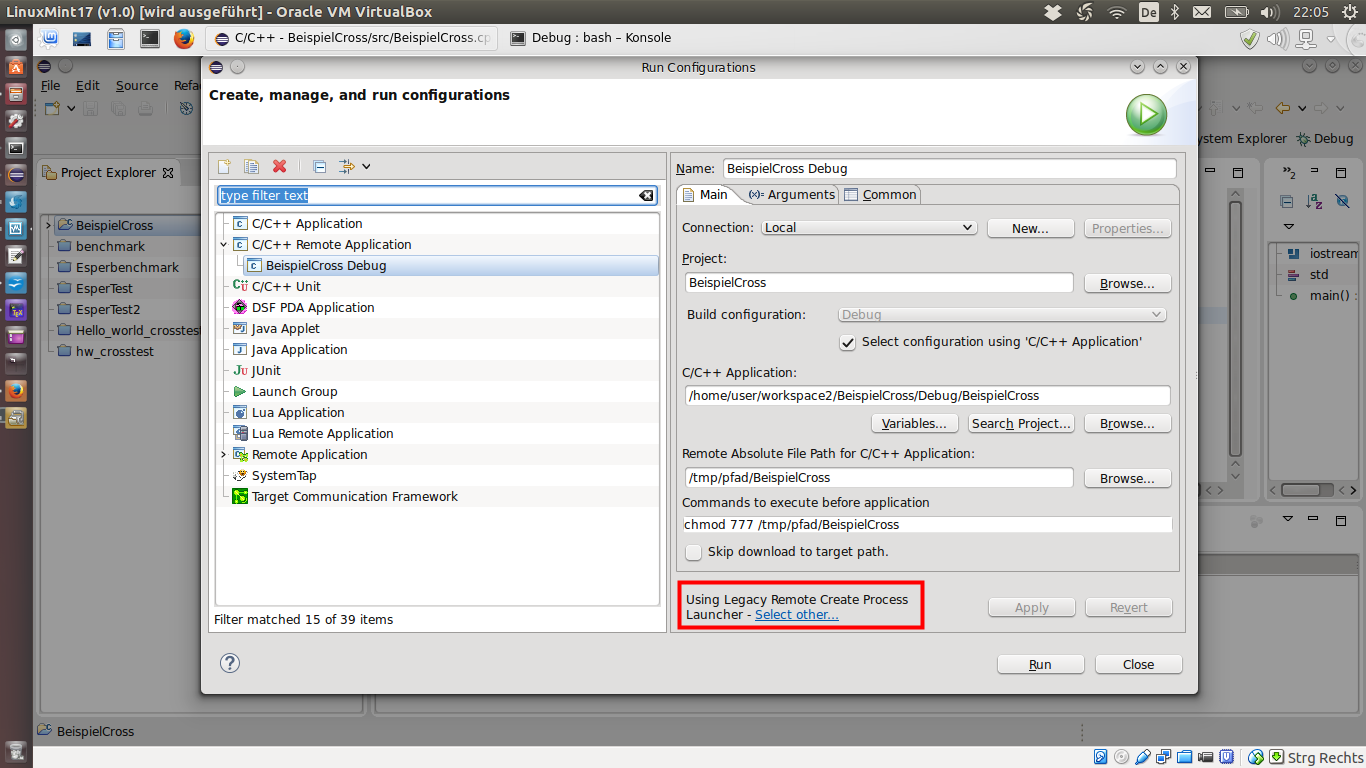 LinuxMint17 (v1.0) [wird ausgeführt] - Oracle VM VirtualBox
De
22:05
C/C++ - BeispielCross/src/BeispielCross.cp
Debug : bash – Konsole
Run Configurations
File Edit Source Refa
Create, manage, and run configurations
ystem Explorer
Debug
Project Explorer
BeispielCross
benchmark
Esperbenchmark
EsperTest
EsperTest2
Hello_world_crosstest
hw_crosstest
type filter text
C/C++ Application
C/C++ Remote Application
BeispielCross Debug
C/C++ Unit
DSF PDA Application
Java Applet
Java Application
JUnit
Launch Group
Lua Application
Lua Remote Application
Remote Application
SystemTap
Target Communication Framework
Filter matched 15 of 39 items
Name: BeispielCross Debug
Main
(x)= Arguments
Common
Connection: Local New... Properties...
Project:
BeispielCross Browse...
Build configuration: Debug
Select configuration using 'C/C++ Application'
C/C++ Application:
/home/user/workspace2/BeispielCross/Debug/BeispielCross
Variables... Search Project... Browse...
Remote Absolute File Path for C/C++ Application:
/tmp/pfad/BeispielCross Browse...
Commands to execute before application
chmod 777 /tmp/pfad/BeispielCross
Skip download to target path.
Using Legacy Remote Create Process
Launcher - Select other...
Apply Revert
Run Close
»2
iostream
std
main() :
BeispielCross
Strg Rechts